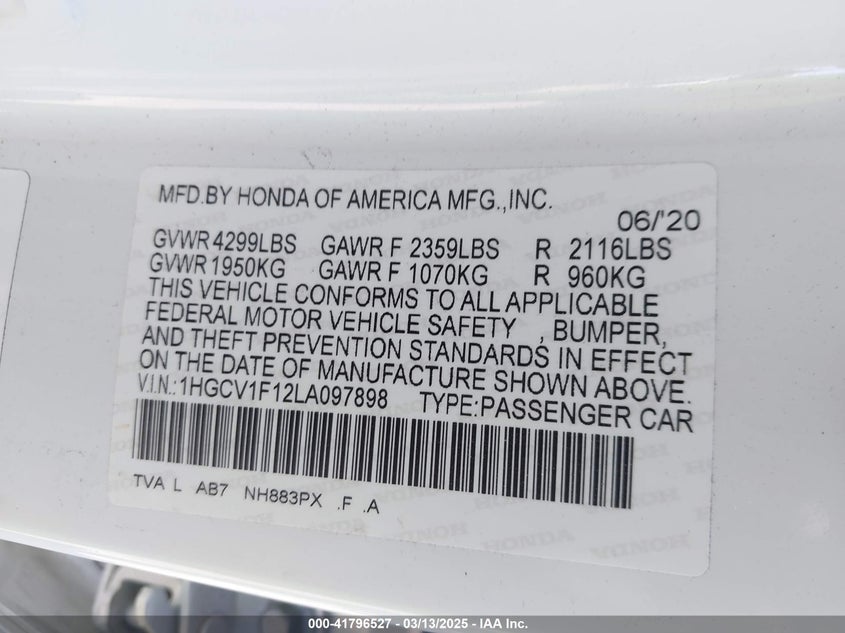 MFD.BY HONDA OF AMERICA MFG.,INC.
06/'20
GVWR 4299LBS GAWR F 2359LBS R 2116LBS
GVWR 1950KG GAWR F 1070KG R 960KG
THIS VEHICLE CONFORMS TO ALL APPLICABLE
FEDERAL MOTOR VEHICLE SAFETY , BUMPER,
AND THEFT PREVENTION STANDARDS IN EFFECT
ON THE DATE OF MANUFACTURE SHOWN ABOVE.
V.I.N.:1HGCV1F12LA097898 TYPE:PASSENGER CAR
TVA L AB7 NH883PX .F .A
HONDA HONDA
000-41796527 - 03/13/2025 - IAA Inc.